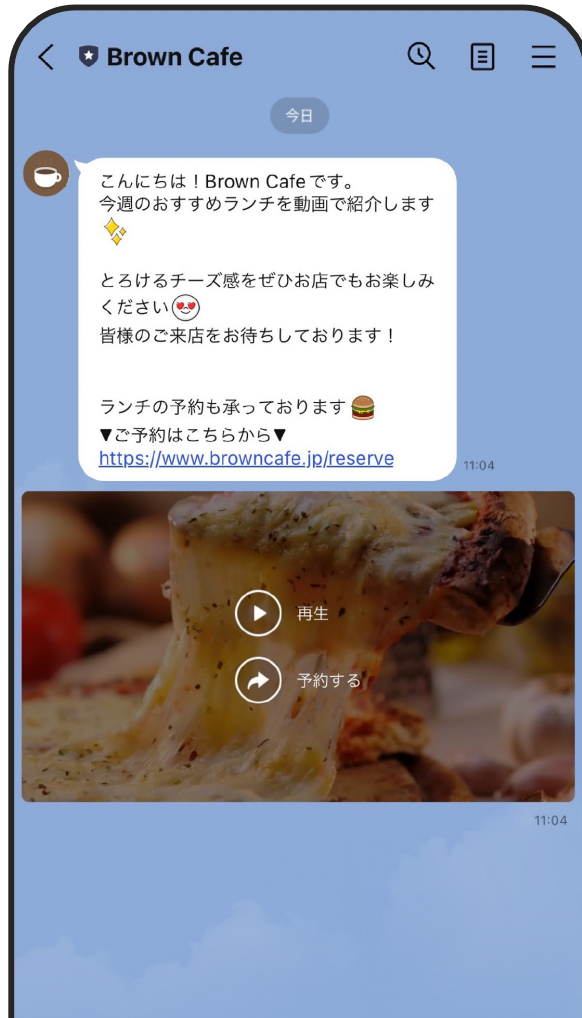 Brown Cafe
今日
こんにちは！Brown Cafeです。
今週のおすすめランチを動画で紹介します
✨
とろけるチーズ感をぜひお店でもお楽しみ
ください😍
皆様のご来店をお待ちしております！
ランチの予約も承っております🍔
▼ご予約はこちらから▼
https://www.browncafe.jp/reserve
11:04
再生
予約する
11:04